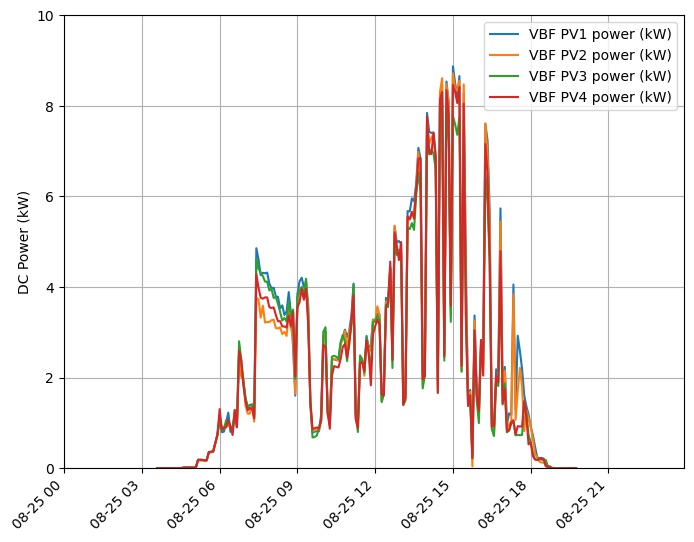 DC Power (kW)
10
8
6
4
2
0
VBF PV1 power (kW)
VBF PV2 power (kW)
VBF PV3 power (kW)
VBF PV4 power (kW)
08-25 00
08-25 03
08-25 06
08-25 09
08-25 12
08-25 15
08-25 18
08-25 21